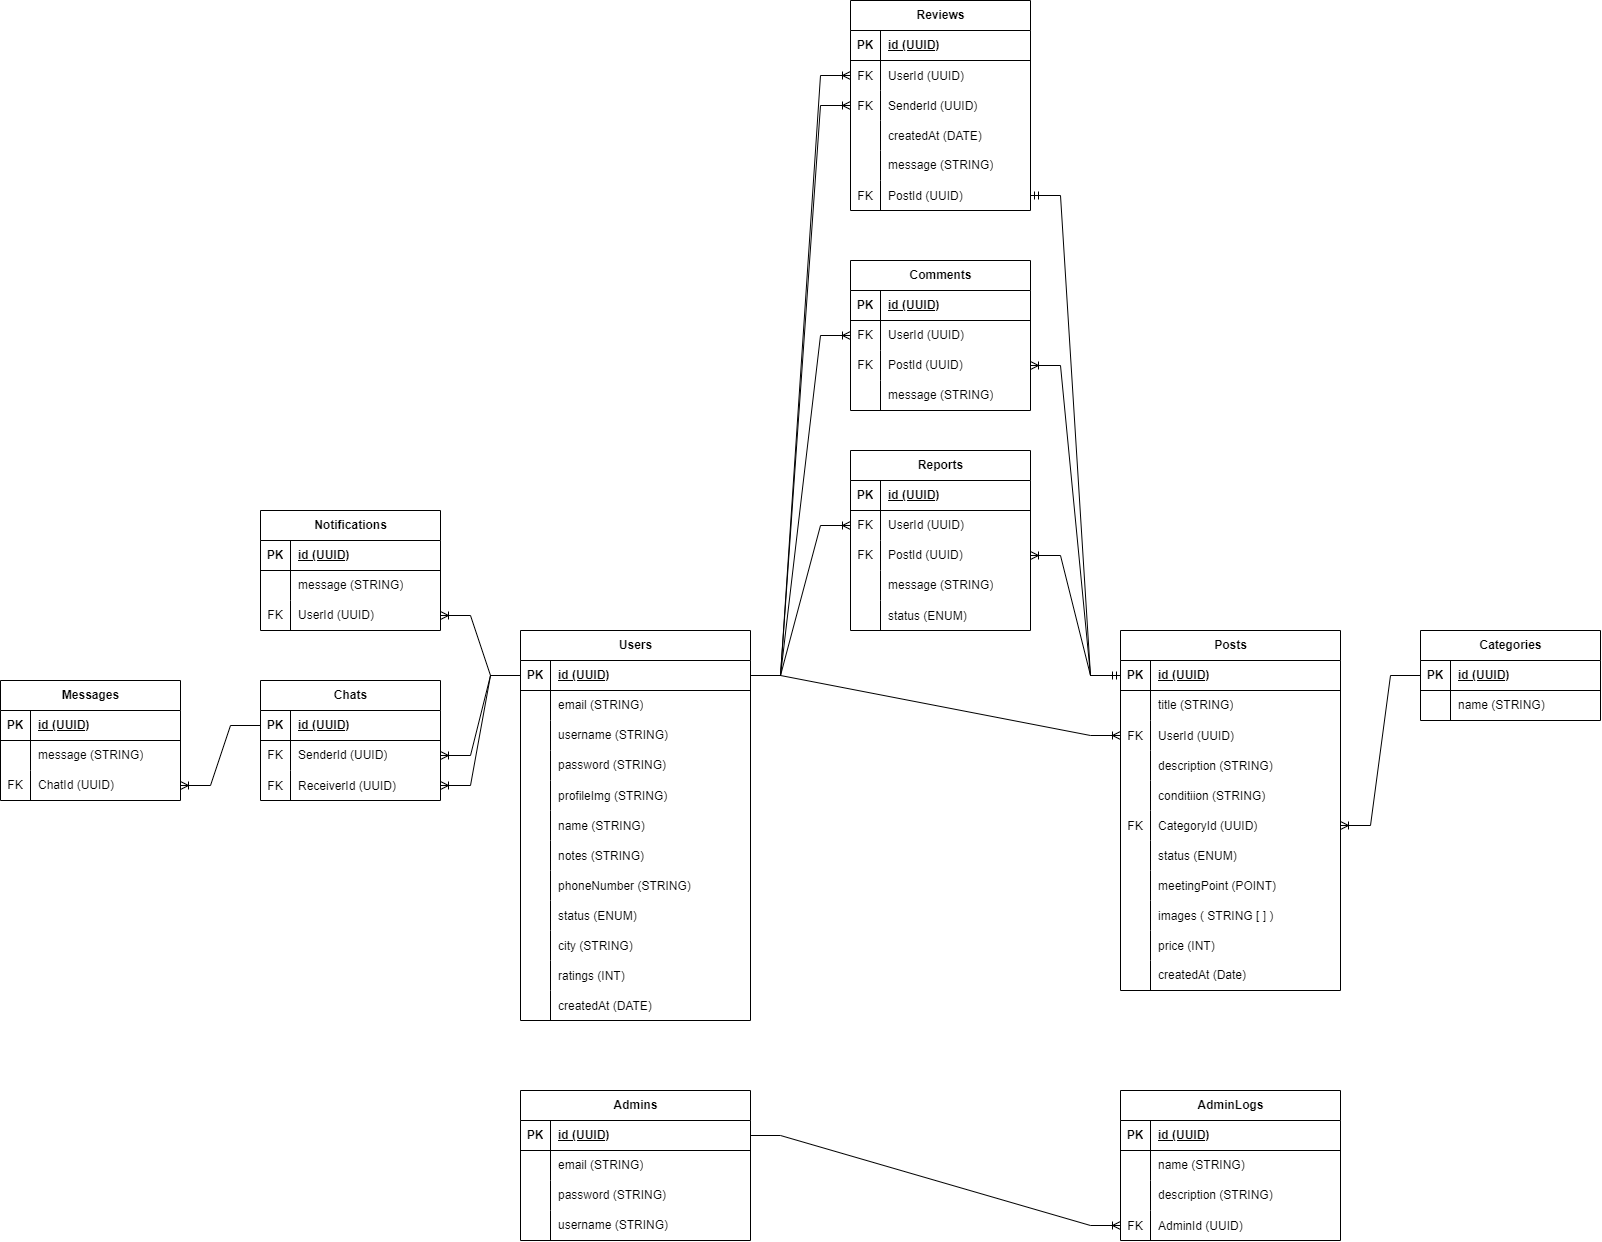 Reviews
PK id (UUID)
FK UserId (UUID)
FK SenderId (UUID)
createdAt (DATE)
message (STRING)
FK PostId (UUID)
Comments
PK id (UUID)
FK UserId (UUID)
FK PostId (UUID)
message (STRING)
Reports
PK id (UUID)
FK UserId (UUID)
FK PostId (UUID)
message (STRING)
status (ENUM)
Notifications
PK id (UUID)
message (STRING)
FK UserId (UUID)
Messages
PK id (UUID)
message (STRING)
FK ChatId (UUID)
Chats
PK id (UUID)
FK SenderId (UUID)
FK ReceiverId (UUID)
Users
PK id (UUID)
email (STRING)
username (STRING)
password (STRING)
profileImg (STRING)
name (STRING)
notes (STRING)
phoneNumber (STRING)
status (ENUM)
city (STRING)
ratings (INT)
createdAt (DATE)
Posts
PK id (UUID)
title (STRING)
FK UserId (UUID)
description (STRING)
conditiion (STRING)
FK CategoryId (UUID)
status (ENUM)
meetingPoint (POINT)
images ( STRING [ ] )
price (INT)
createdAt (Date)
Categories
PK id (UUID)
name (STRING)
Admins
PK id (UUID)
email (STRING)
password (STRING)
username (STRING)
AdminLogs
PK id (UUID)
name (STRING)
description (STRING)
FK AdminId (UUID)